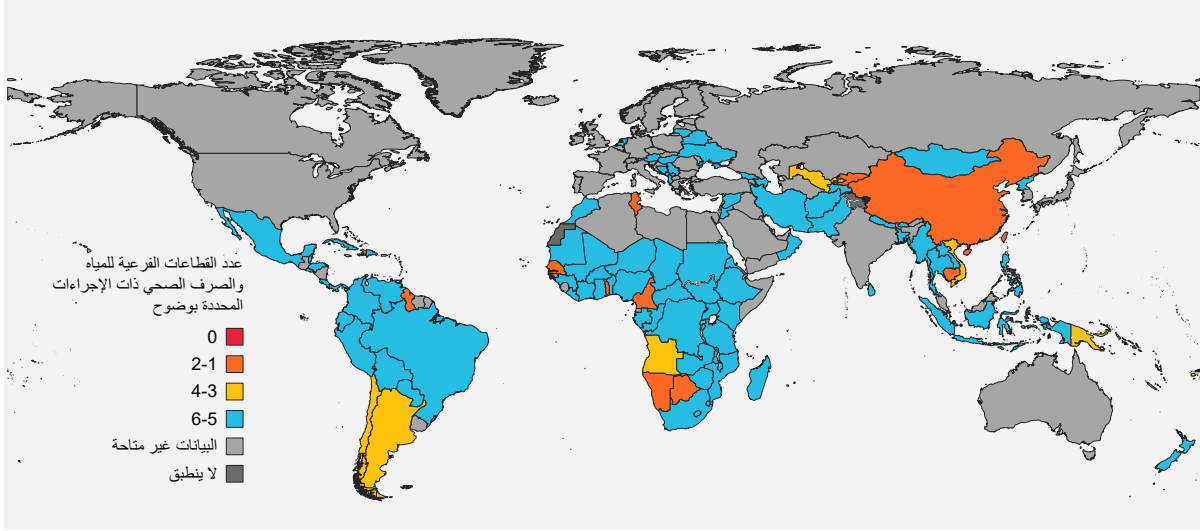 عدد القطاعات الفرعية للمياه
والصرف الصحي ذات الإجراءات
المحددة بوضوح
0
2-1
4-3
6-5
البيانات غير متاحة
لا ينطبق